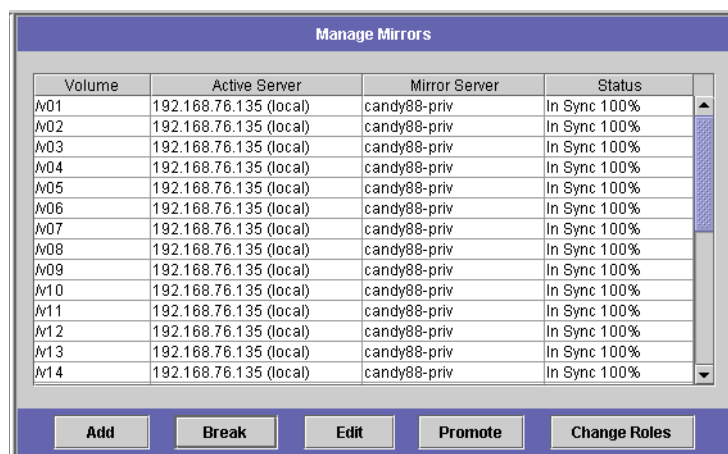 Manage Mirrors
Volume Active Server Mirror Server Status
/v01 192.168.76.135 (local) candy88-priv In Sync 100%
/v02 192.168.76.135 (local) candy88-priv In Sync 100%
/v03 192.168.76.135 (local) candy88-priv In Sync 100%
/v04 192.168.76.135 (local) candy88-priv In Sync 100%
/v05 192.168.76.135 (local) candy88-priv In Sync 100%
/v06 192.168.76.135 (local) candy88-priv In Sync 100%
/v07 192.168.76.135 (local) candy88-priv In Sync 100%
/v08 192.168.76.135 (local) candy88-priv In Sync 100%
/v09 192.168.76.135 (local) candy88-priv In Sync 100%
/v10 192.168.76.135 (local) candy88-priv In Sync 100%
/v11 192.168.76.135 (local) candy88-priv In Sync 100%
/v12 192.168.76.135 (local) candy88-priv In Sync 100%
/v13 192.168.76.135 (local) candy88-priv In Sync 100%
/v14 192.168.76.135 (local) candy88-priv In Sync 100%
Add Break Edit Promote Change Roles